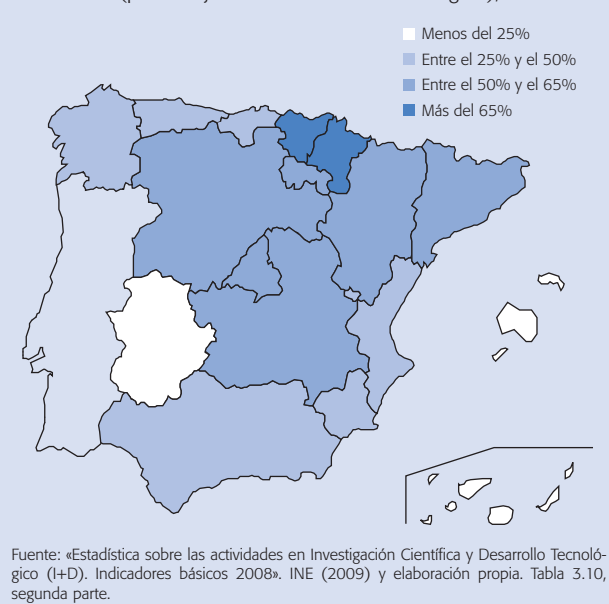 Menos del 25%
Entre el 25% y el 50%
Entre el 50% y el 65%
Más del 65%
Fuente: «Estadística sobre las actividades en Investigación Científica y Desarrollo Tecnoló-
gico (I+D). Indicadores básicos 2008». INE (2009) y elaboración propia. Tabla 3.10,
segunda parte.